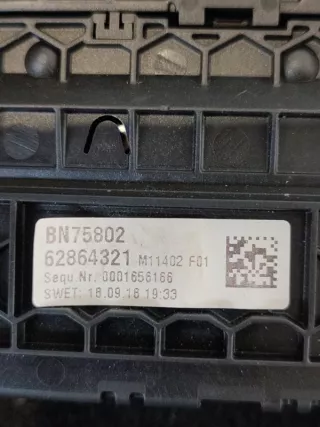 BN75802
62864321 M11402 F01
Sequ.Nr. 0001656166
SWET: 18.09.18 19:33